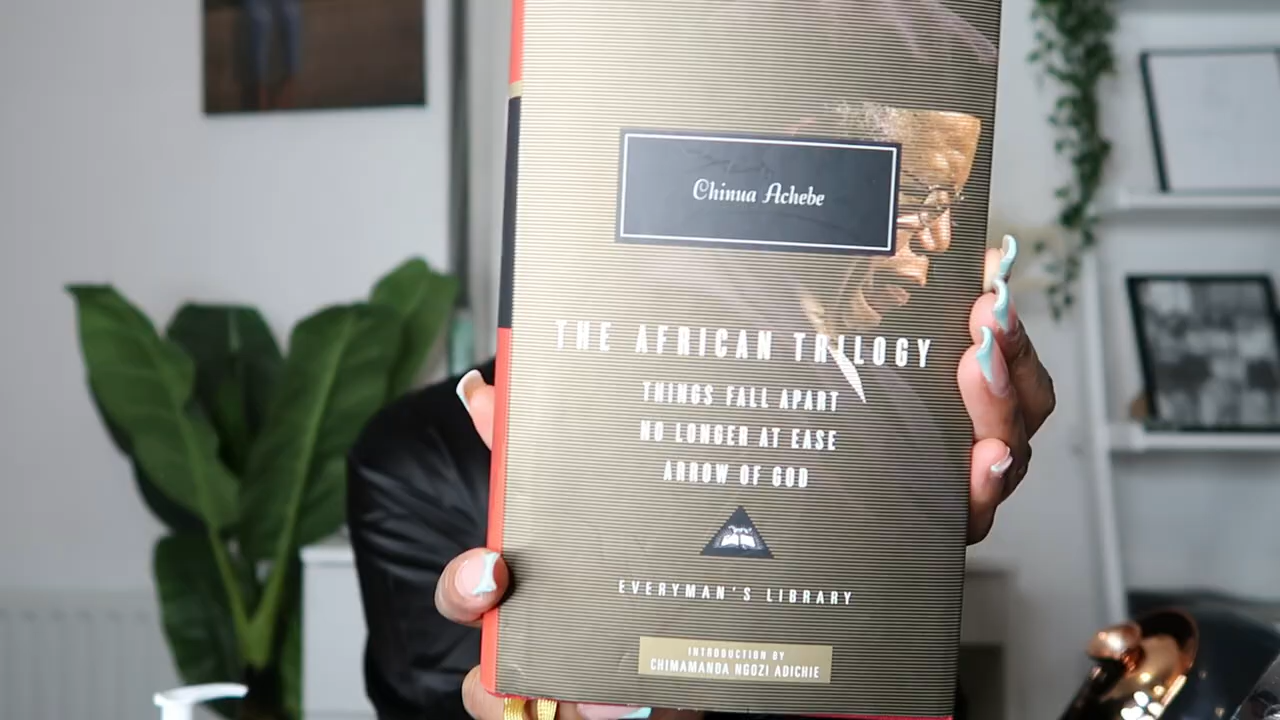 Chinua Achebe
THE AFRICAN TRILOGY
THINGS FALL APART
NO LONGER AT EASE
ARROW OF GOD
EVERYMAN'S LIBRARY
INTRODUCTION BY
CHIMAMANDA NGOZI ADICHIE